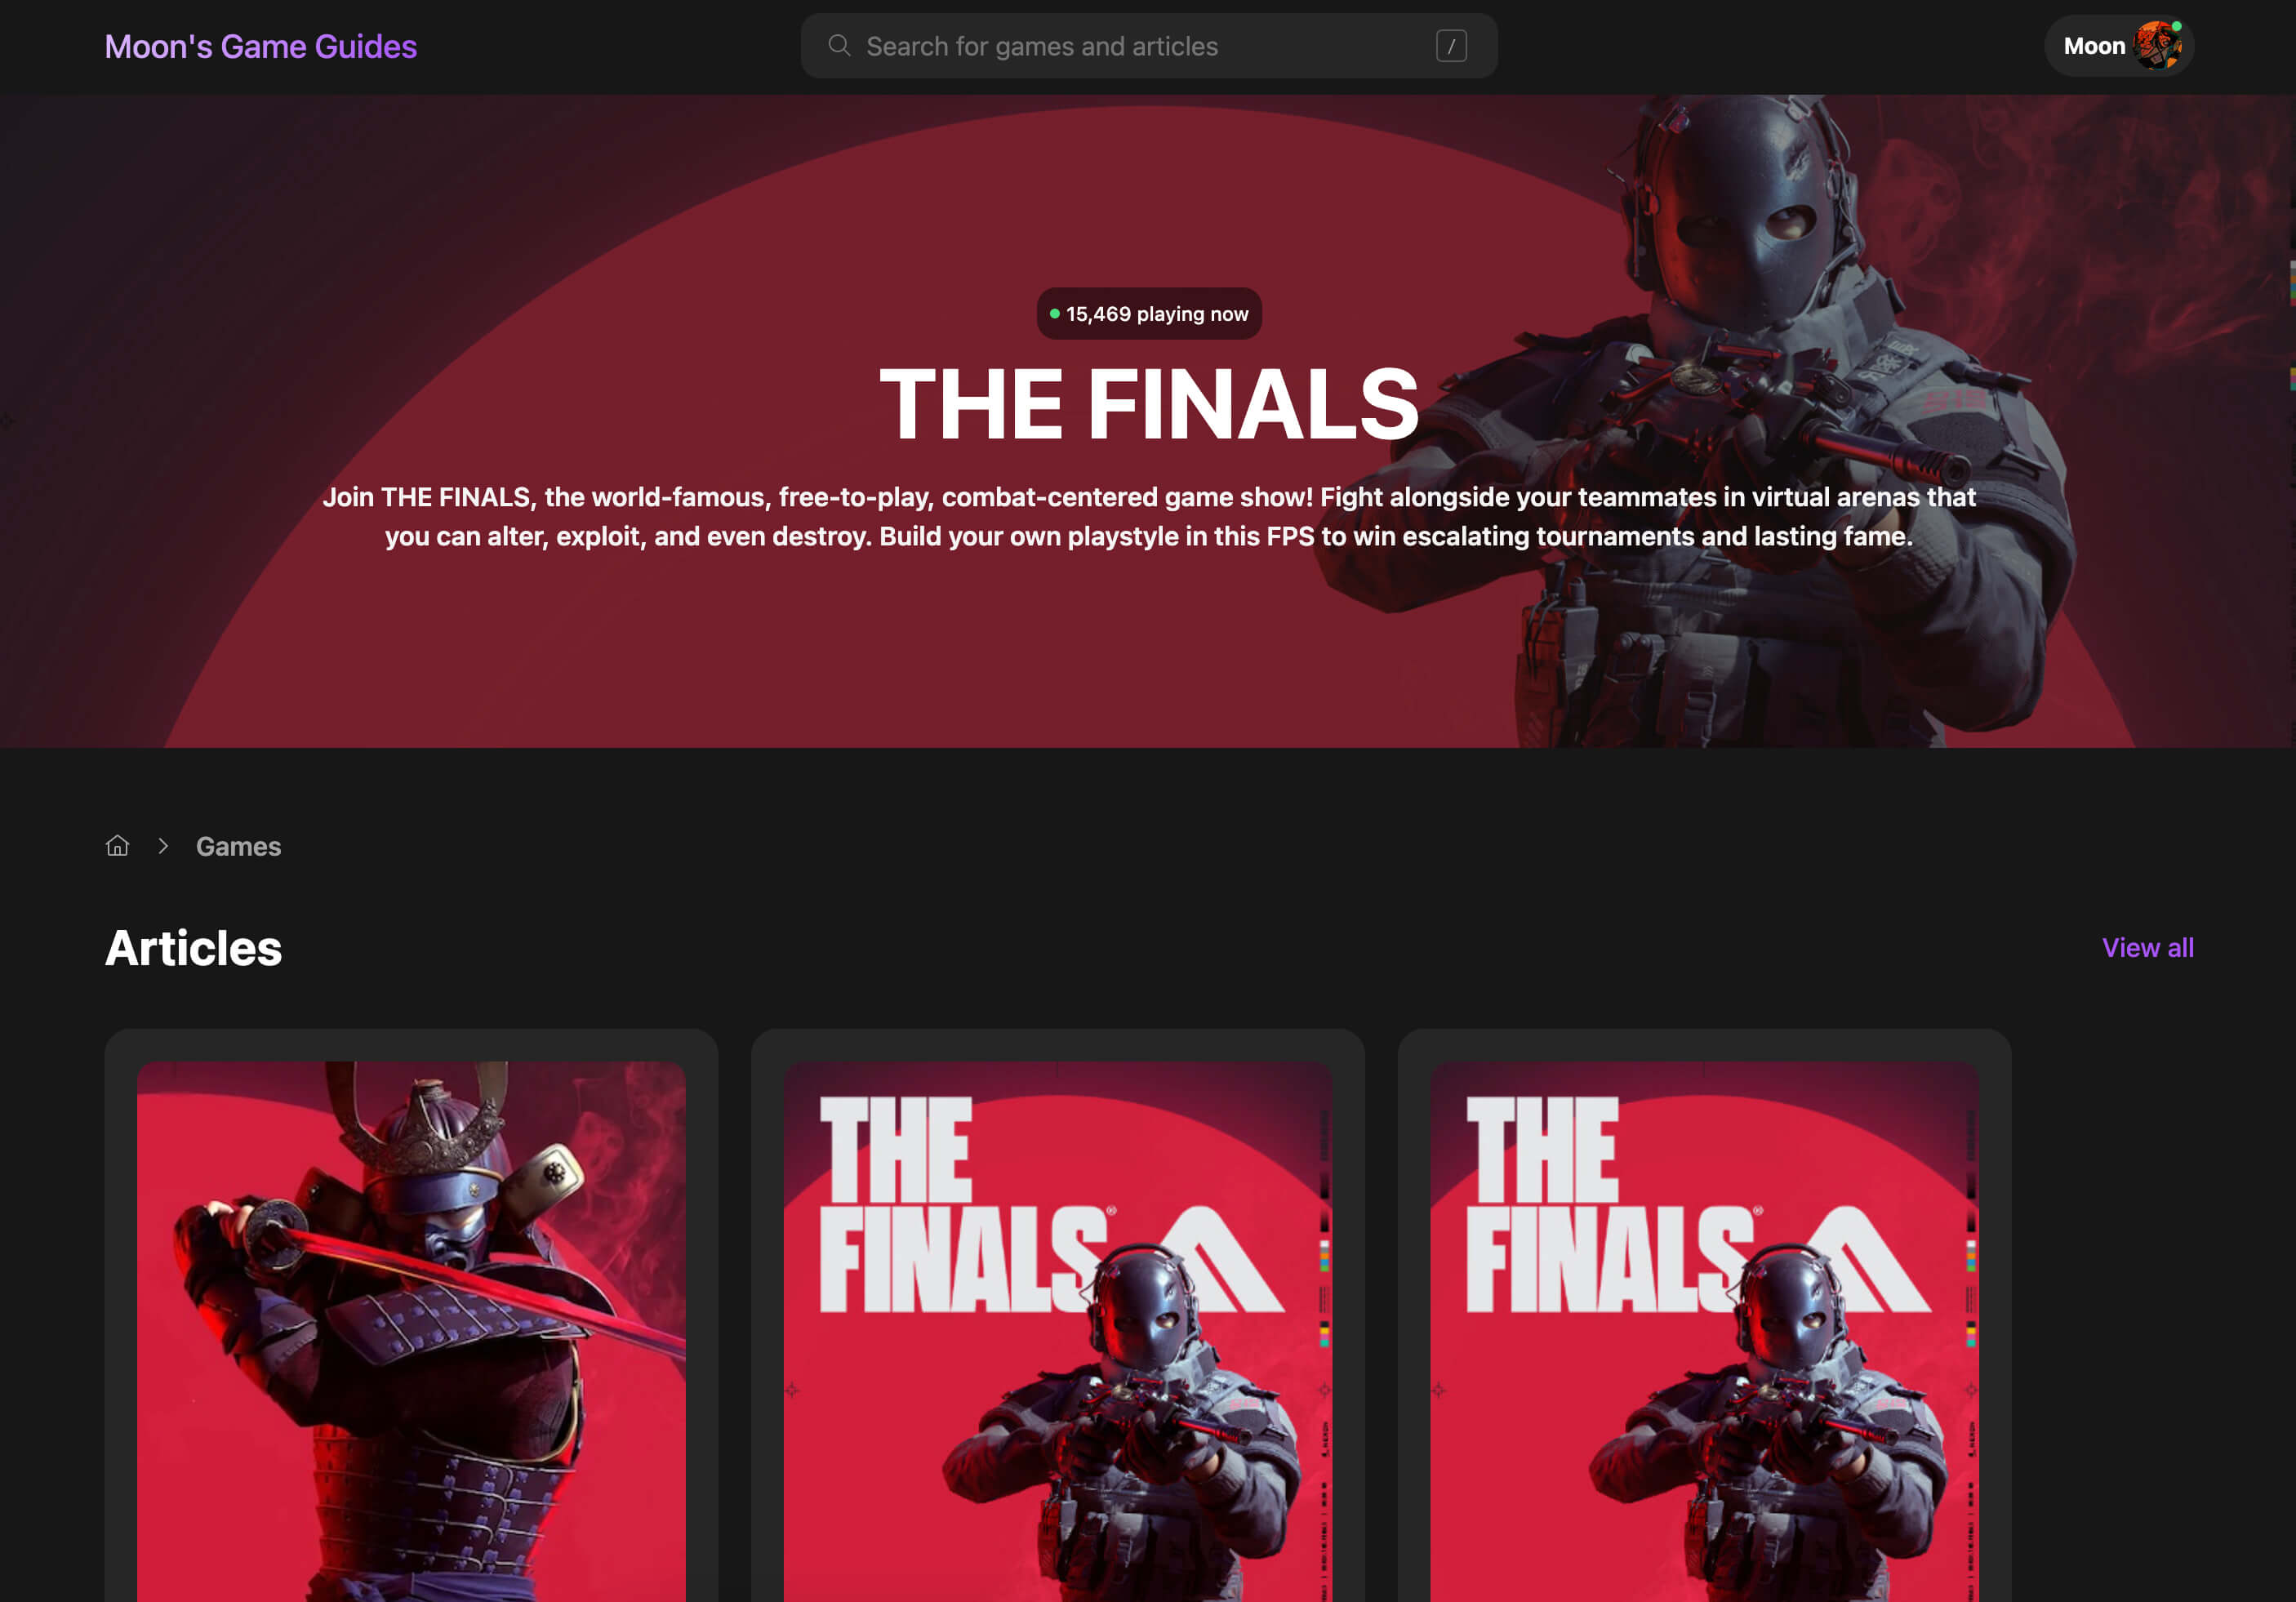 Moon's Game Guides
Search for games and articles
/
Moon
15,469 playing now
THE FINALS
Join THE FINALS, the world-famous, free-to-play, combat-centered game show! Fight alongside your teammates in virtual arenas that
you can alter, exploit, and even destroy. Build your own playstyle in this FPS to win escalating tournaments and lasting fame.
Games
Articles
View all
THE
FINALS®
THE
FINALS®